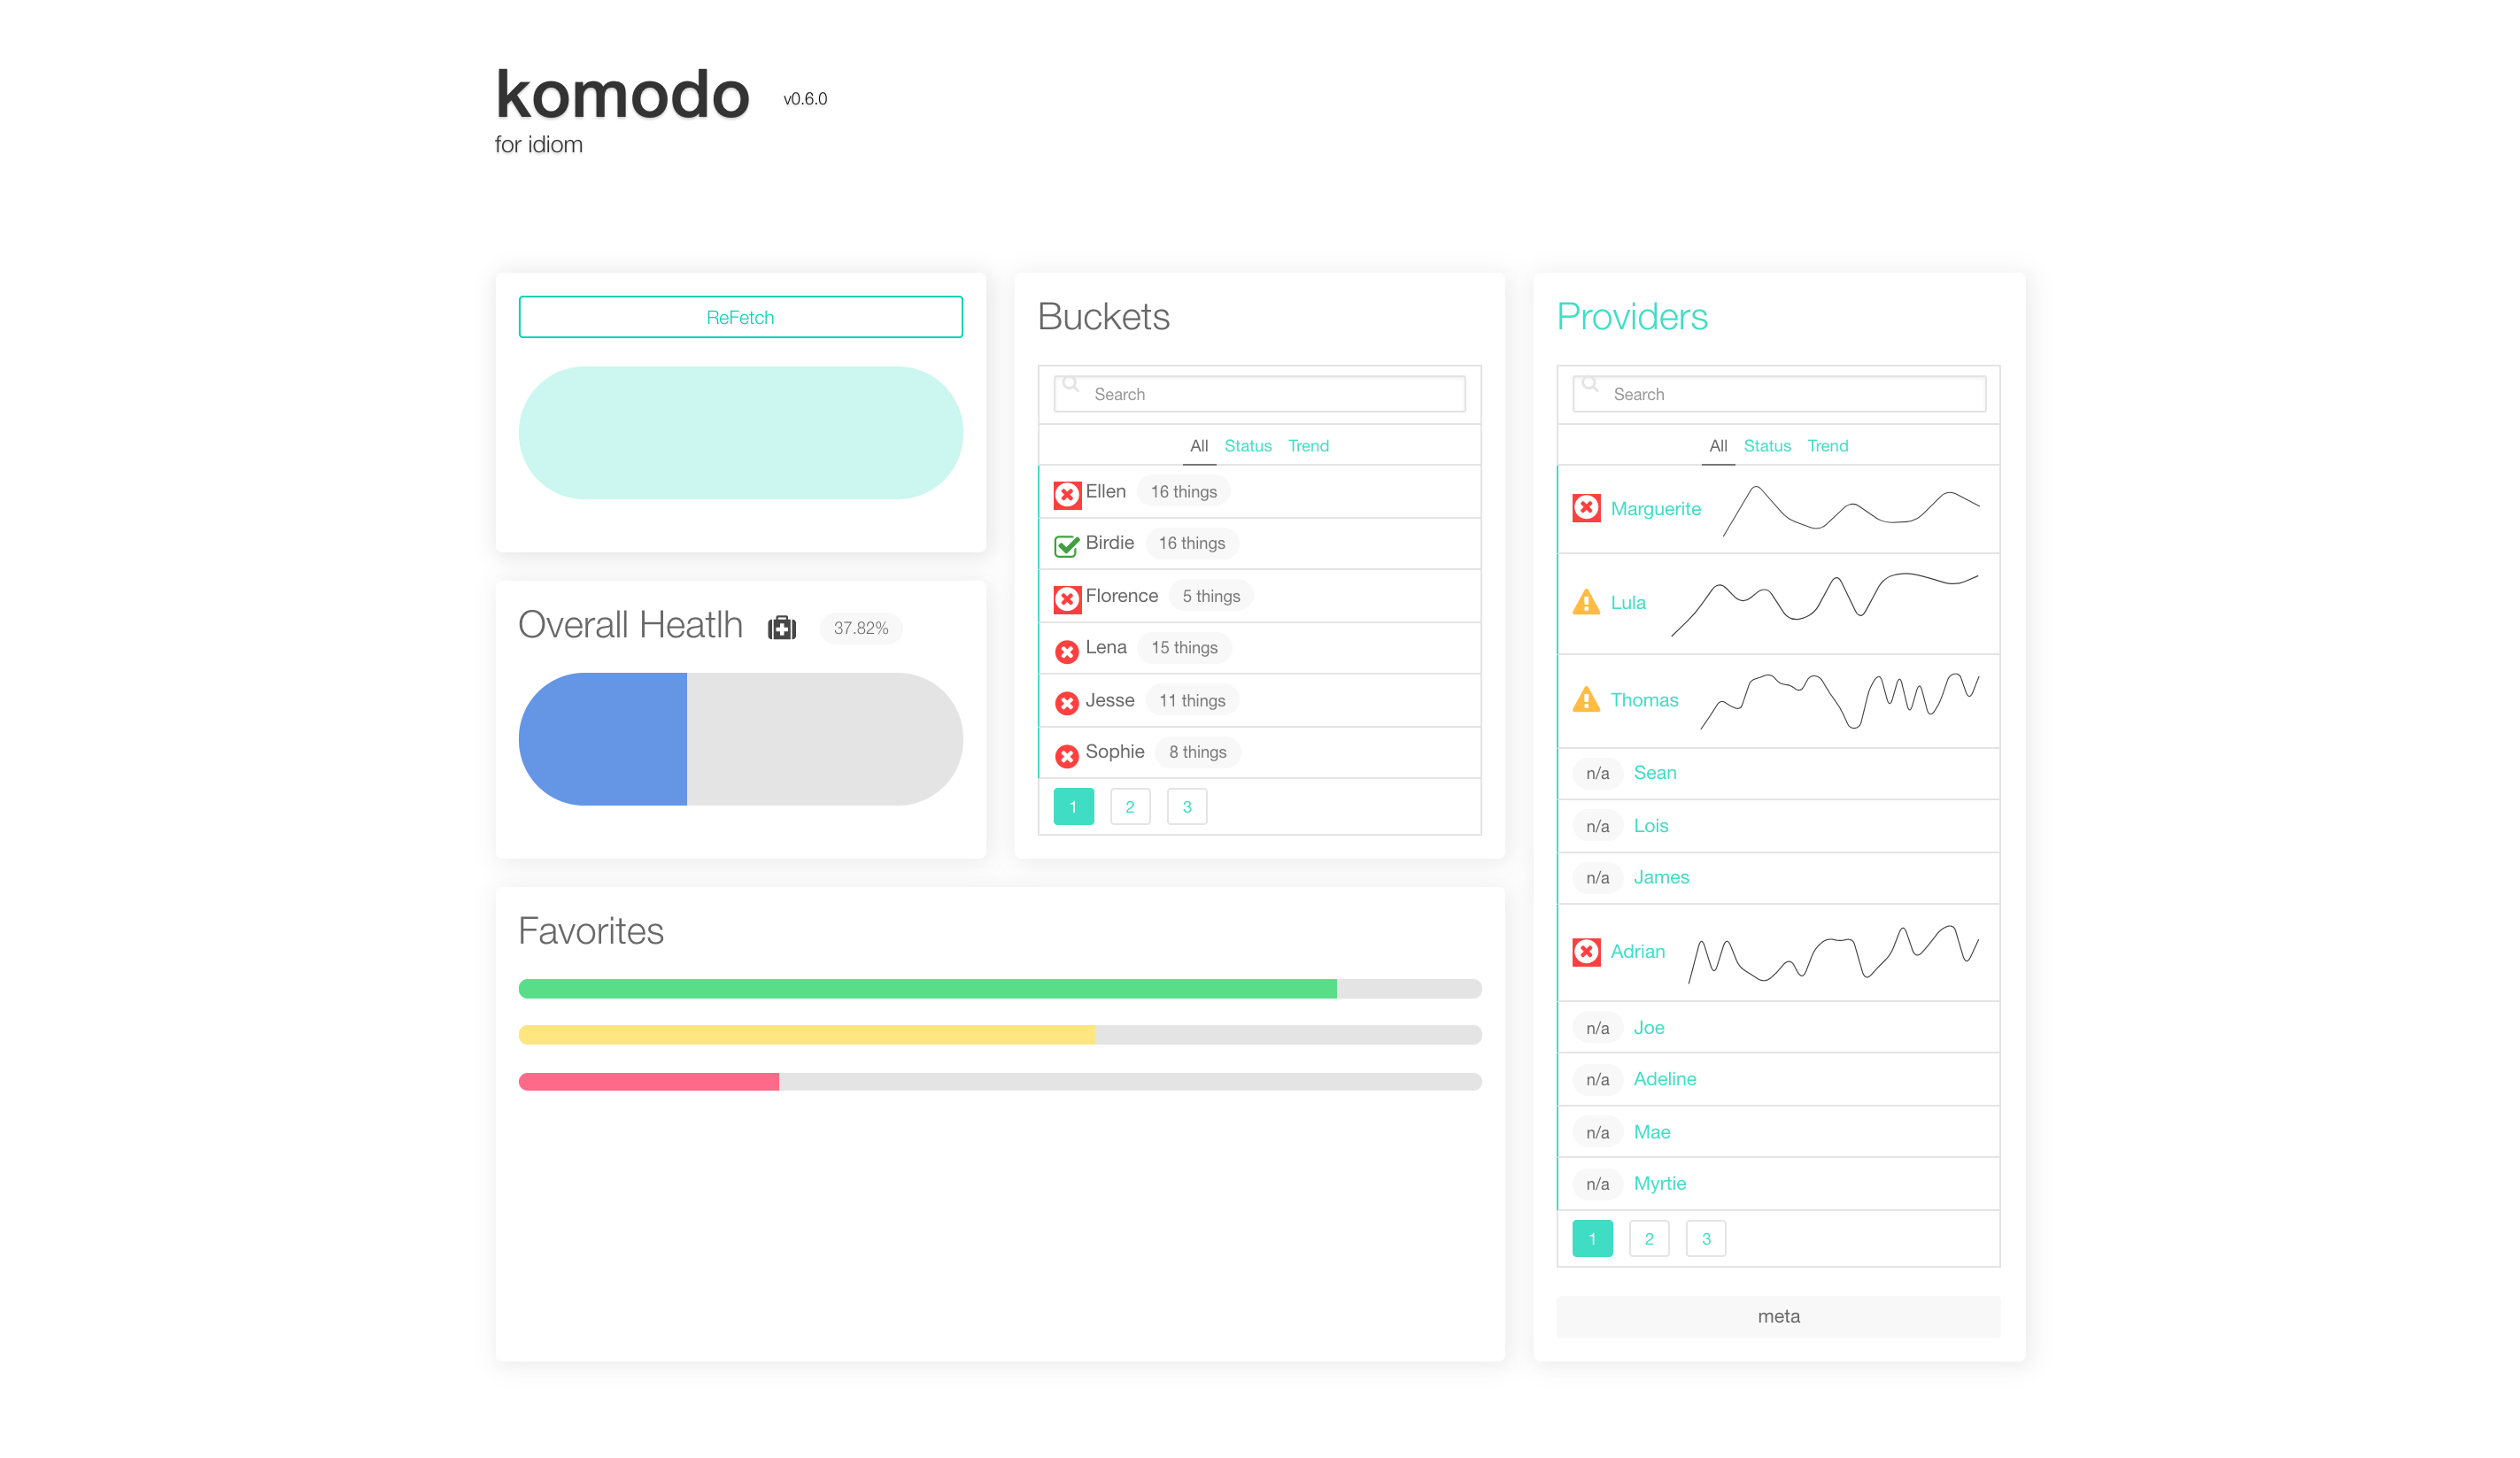 komodo v0.6.0
for idiom
ReFetch
Overall Heatlh 37.82%
Buckets
Search
All Status Trend
Ellen 16 things
Birdie 16 things
Florence 5 things
Lena 15 things
Jesse 11 things
Sophie 8 things
1 2 3
Favorites
Providers
Search
All Status Trend
Marguerite
Lula
Thomas
n/a Sean
n/a Lois
n/a James
Adrian
n/a Joe
n/a Adeline
n/a Mae
n/a Myrtie
1 2 3
meta